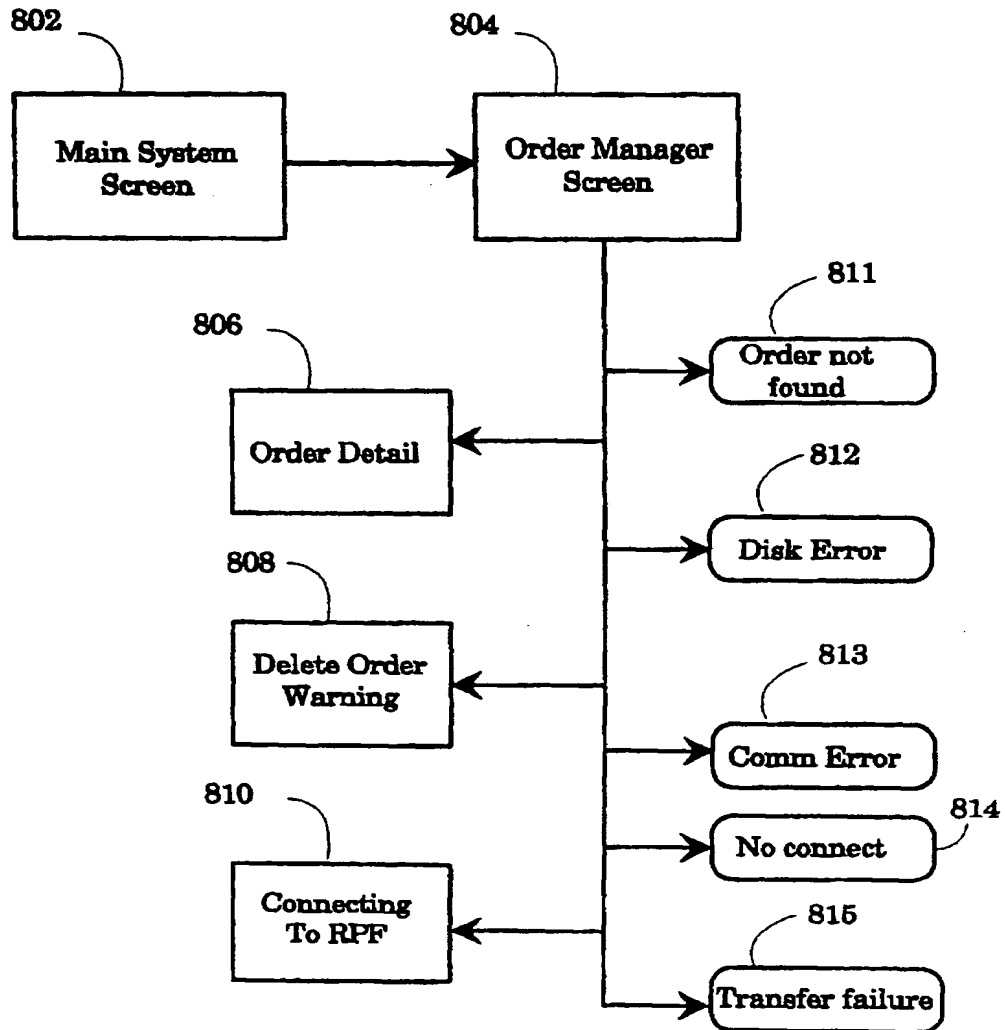 802
804
Main System
Screen
Order Manager
Screen
811
Order not
found
806
Order Detail
812
Disk Error
808
Delete Order
Warning
813
Comm Error
814
No connect
810
Connecting
To RPF
815
Transfer failure